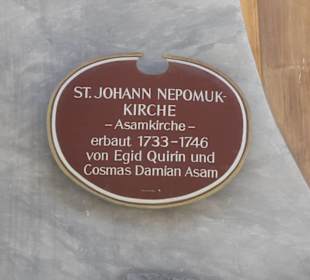 ST. JOHANN NEPOMUK-
KIRCHE
–Asamkirche–
erbaut 1733–1746
von Egid Quirin und
Cosmas Damian Asam